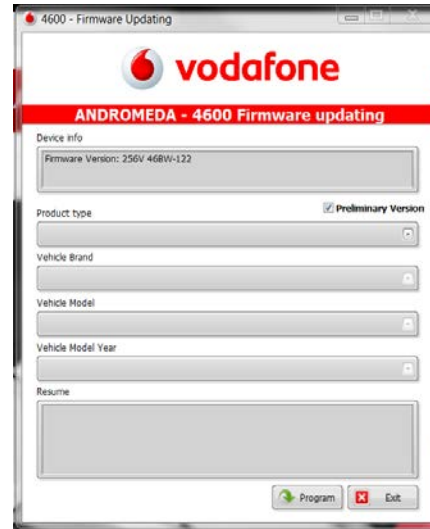 4600 - Firmware Updating
vodafone
ANDROMEDA - 4600 Firmware updating
Device info
Firmware Version: 256V 46BW-122
Product type
Preliminary Version
Vehicle Brand
Vehicle Model
Vehicle Model Year
Resume
Program
Exit